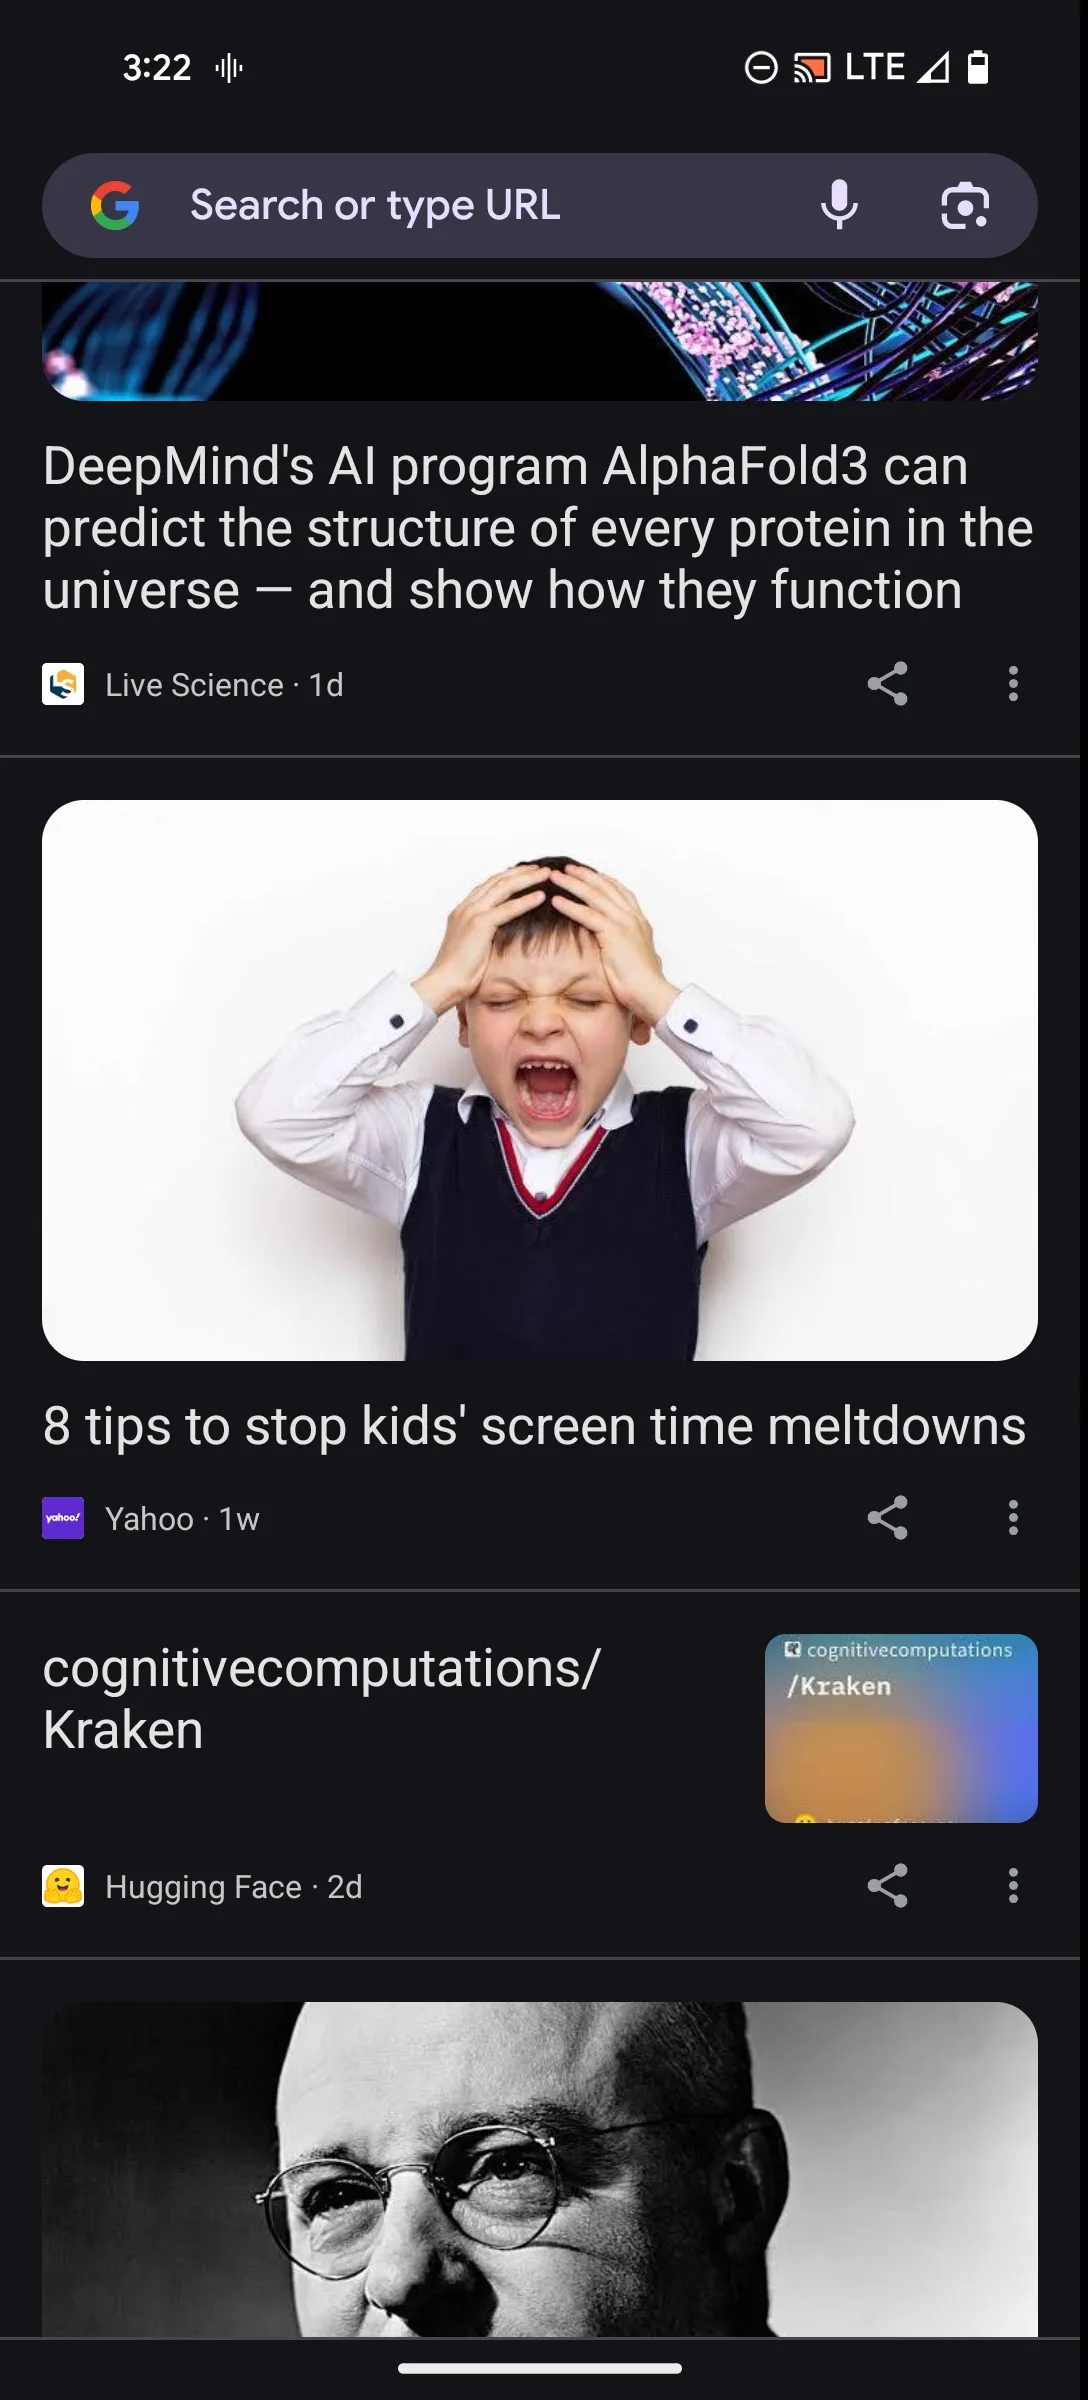 3:22
LTE
Search or type URL
DeepMind's AI program AlphaFold3 can
predict the structure of every protein in the
universe — and show how they function
Live Science · 1d
8 tips to stop kids' screen time meltdowns
yahoo!
Yahoo · 1w
cognitivecomputations/
Kraken
cognitivecomputations
/Kraken
Hugging Face · 2d